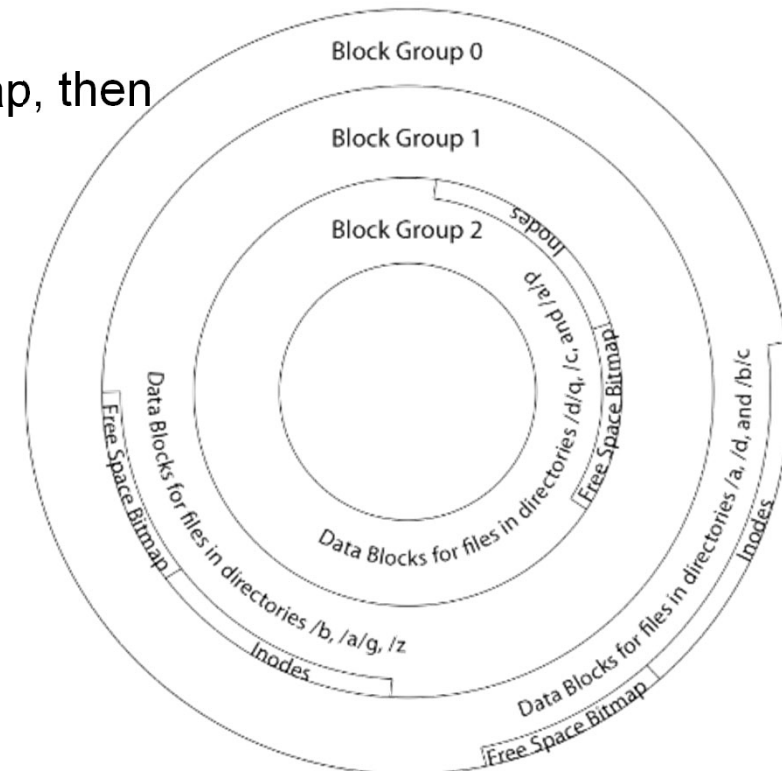 ap, then
Block Group 0
Block Group 1
Block Group 2
Inodes
Data Blocks for files in directories /d/q, /c, and /a/p
Free Space Bitmap
Data Blocks for files in directories /b, /a/g, /z
Free Space Bitmap
Inodes
Data Blocks for files in directories /a, /d, and /b/c
Inodes
Free Space Bitmap